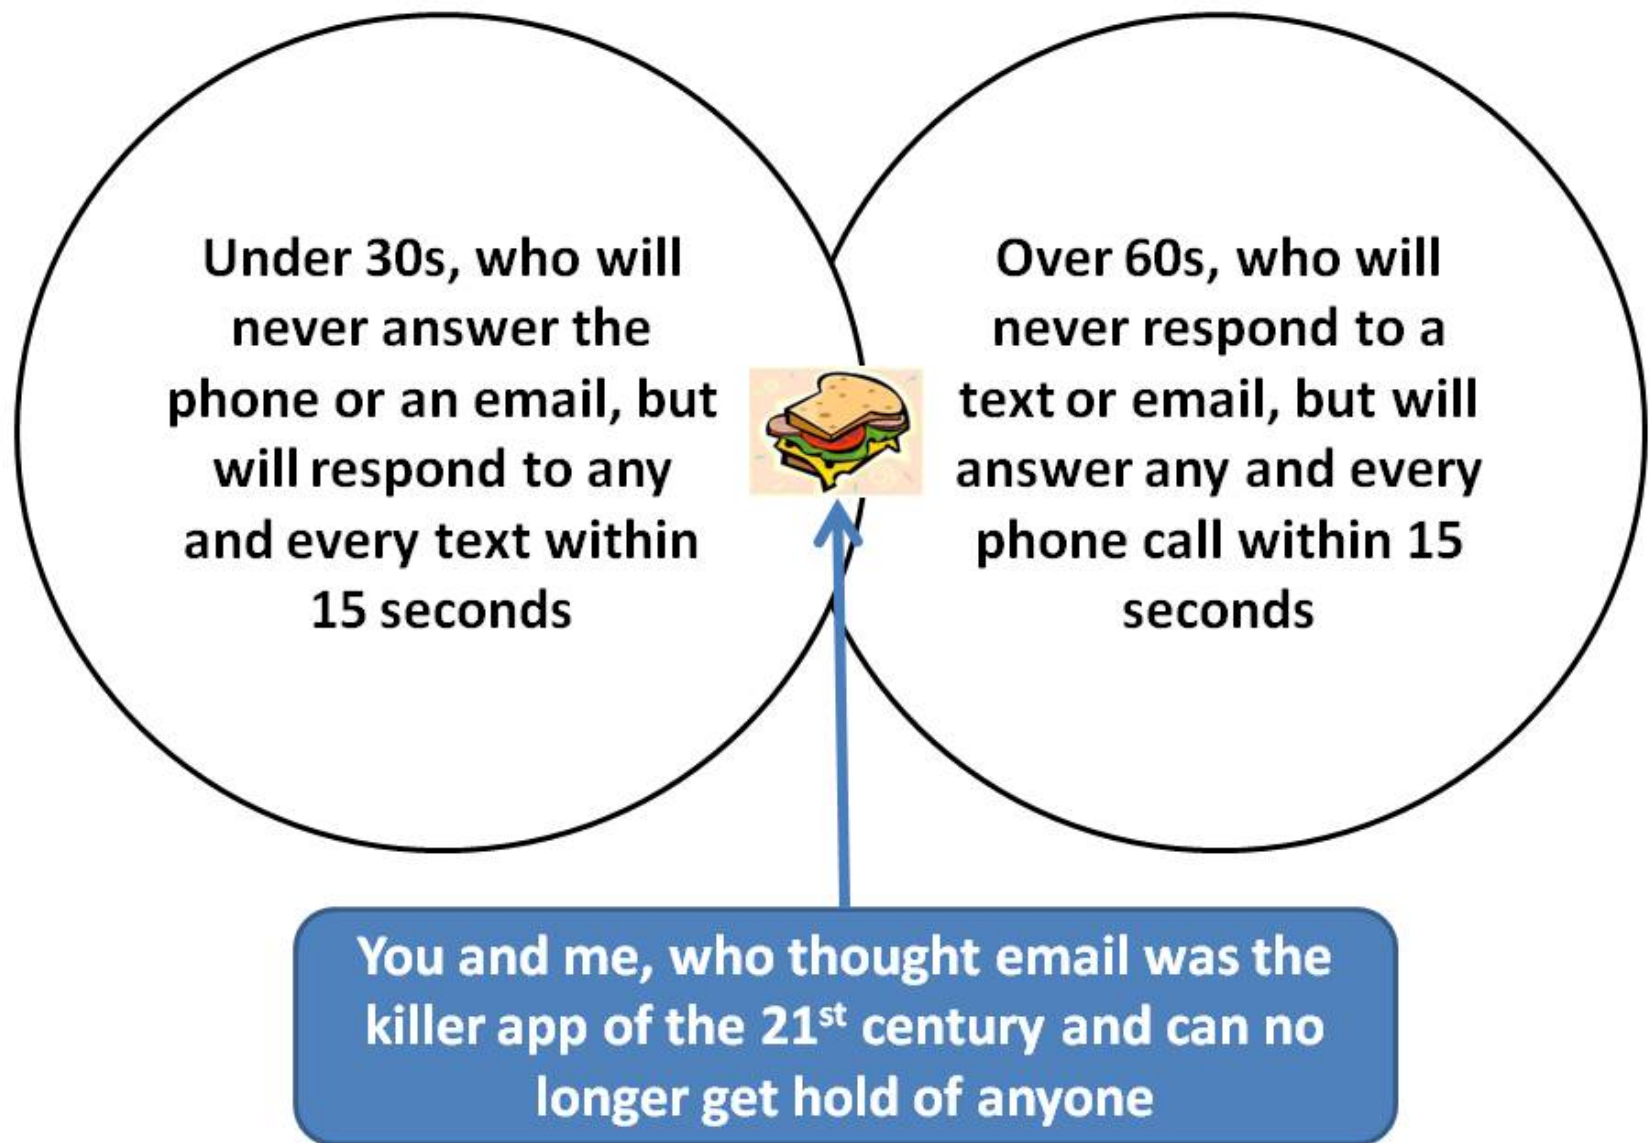 Under 30s, who will
never answer the
phone or an email, but
will respond to any
and every text within
15 seconds
Over 60s, who will
never respond to a
text or email, but will
answer any and every
phone call within 15
seconds
You and me, who thought email was the
killer app of the 21st century and can no
longer get hold of anyone